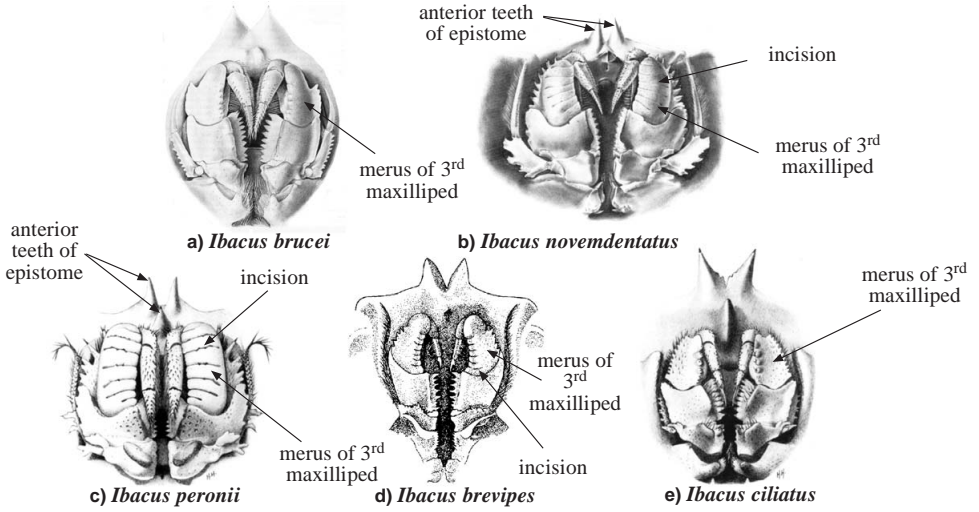 anterior teeth
of epistome
incision
merus of 3rd
maxilliped
merus of 3rd
maxilliped
a) Ibacus brucei
b) Ibacus novemdentatus
anterior
teeth of
epistome
incision
merus of 3rd
maxilliped
merus of
3rd
maxilliped
merus of 3rd
maxilliped
incision
c) Ibacus peronii
d) Ibacus brevipes
e) Ibacus ciliatus